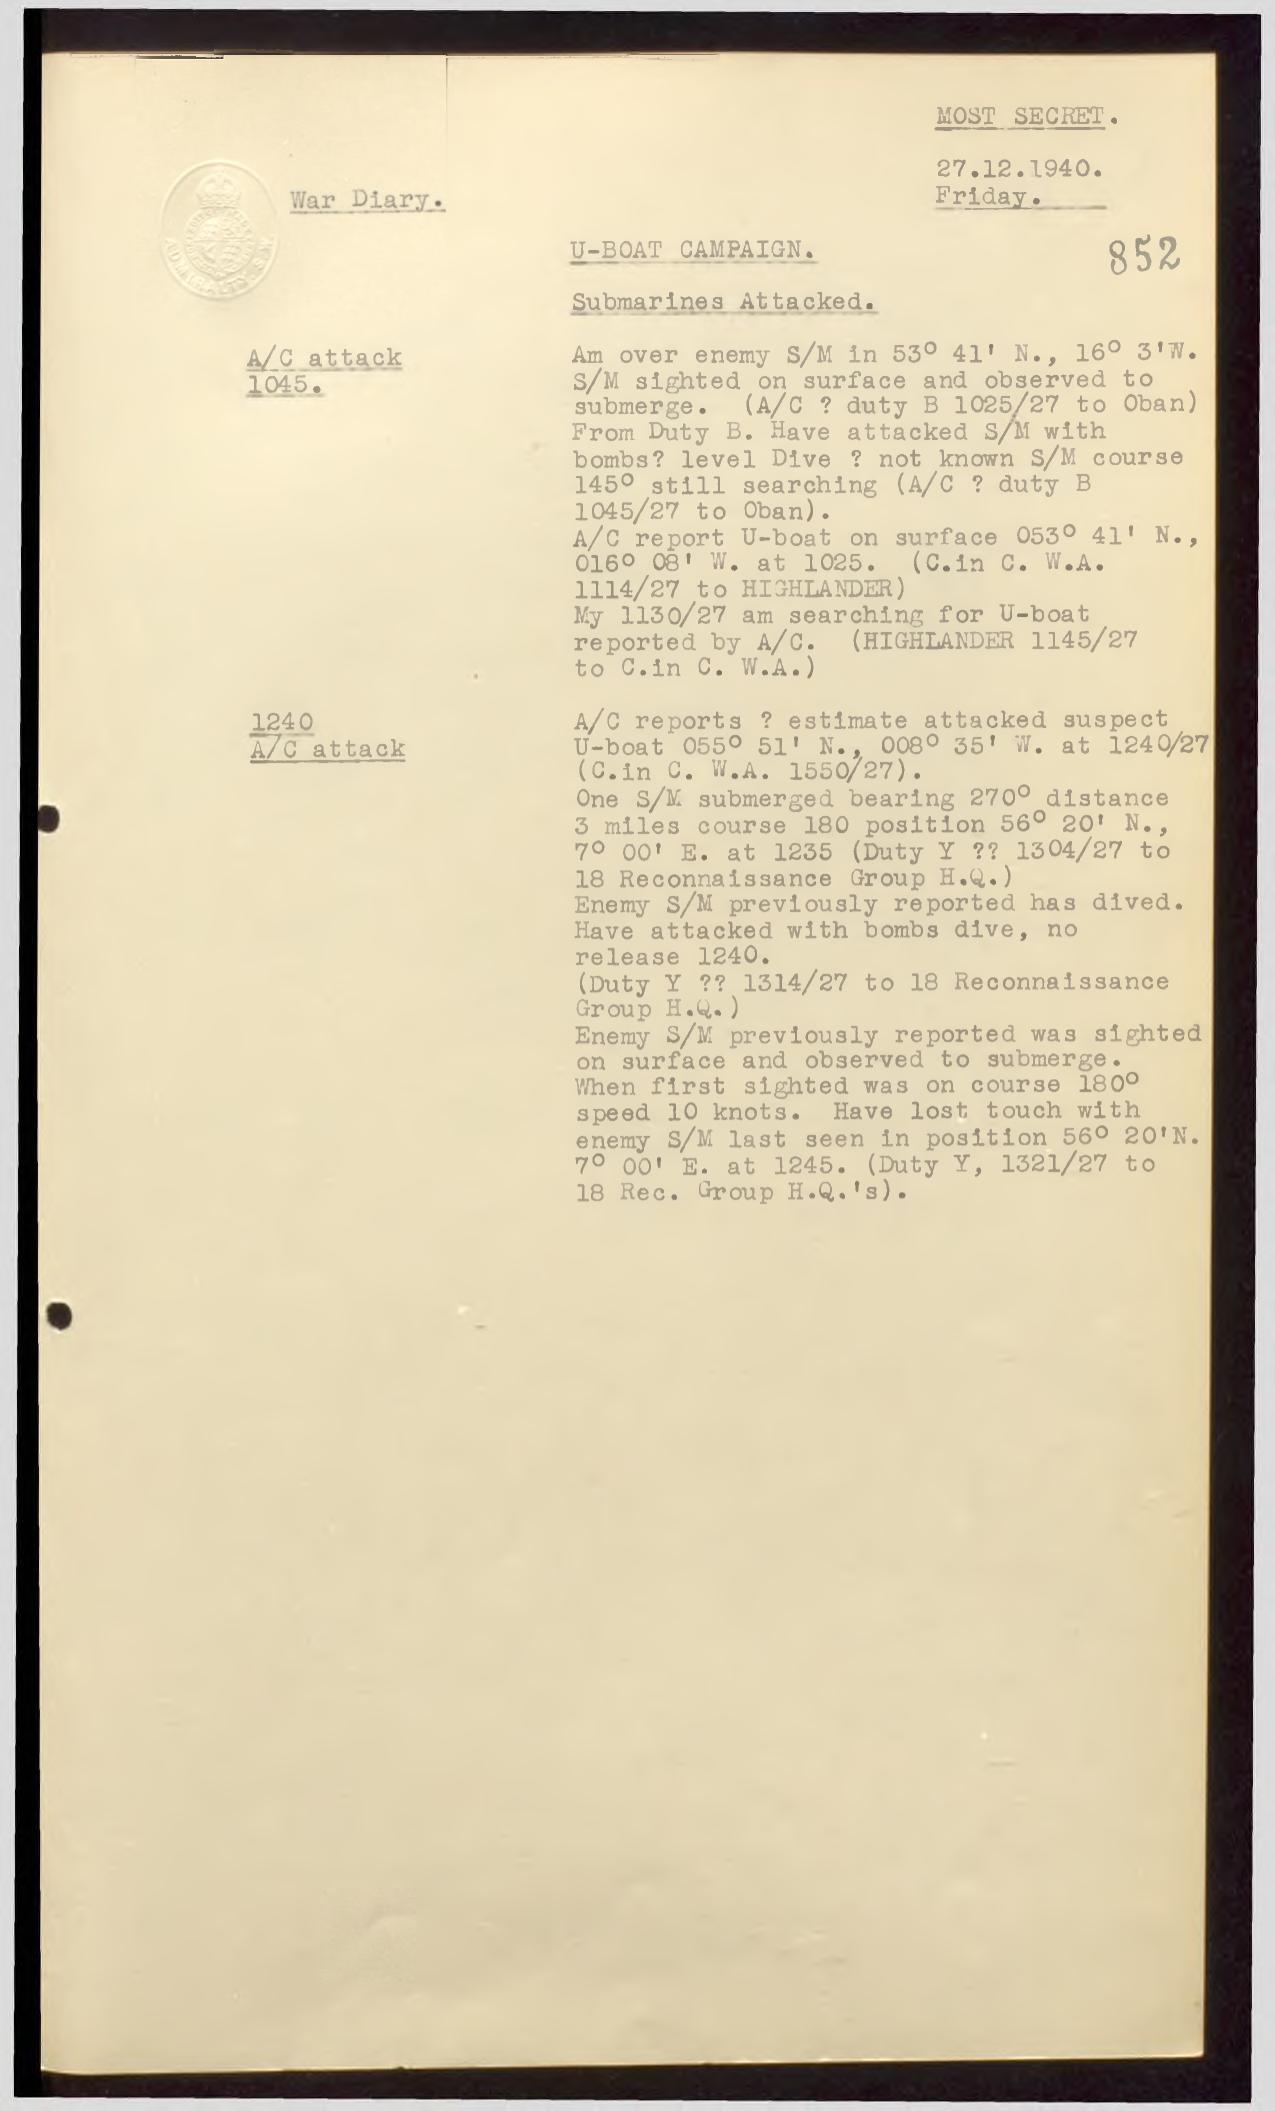 MOST SECRET.
27.12.1940.
Friday.
War Diary.
ADMIRALTY. S.W.
U-BOAT CAMPAIGN.
852
Submarines Attacked.
A/C attack
1045.
Am over enemy S/M in 53° 41' N., 16° 3'W.
S/M sighted on surface and observed to
submerge. (A/C ? duty B 1025/27 to Oban)
From Duty B. Have attacked S/M with
bombs? level Dive ? not known S/M course
145° still searching (A/C ? duty B
1045/27 to Oban).
A/C report U-boat on surface 053° 41' N.,
016° 08' W. at 1025. (C.in C. W.A.
1114/27 to HIGHLANDER)
My 1130/27 am searching for U-boat
reported by A/C. (HIGHLANDER 1145/27
to C.in C. W.A.)
1240
A/C attack
A/C reports ? estimate attacked suspect
U-boat 055° 51' N., 008° 35' W. at 1240/27
(C.in C. W.A. 1550/27).
One S/M submerged bearing 270° distance
3 miles course 180 position 56° 20' N.,
7° 00' E. at 1235 (Duty Y ?? 1304/27 to
18 Reconnaissance Group H.Q.)
Enemy S/M previously reported has dived.
Have attacked with bombs dive, no
release 1240.
(Duty Y ?? 1314/27 to 18 Reconnaissance
Group H.Q.)
Enemy S/M previously reported was sighted
on surface and observed to submerge.
When first sighted was on course 180°
speed 10 knots. Have lost touch with
enemy S/M last seen in position 56° 20'N.
7° 00' E. at 1245. (Duty Y, 1321/27 to
18 Rec. Group H.Q.'s).